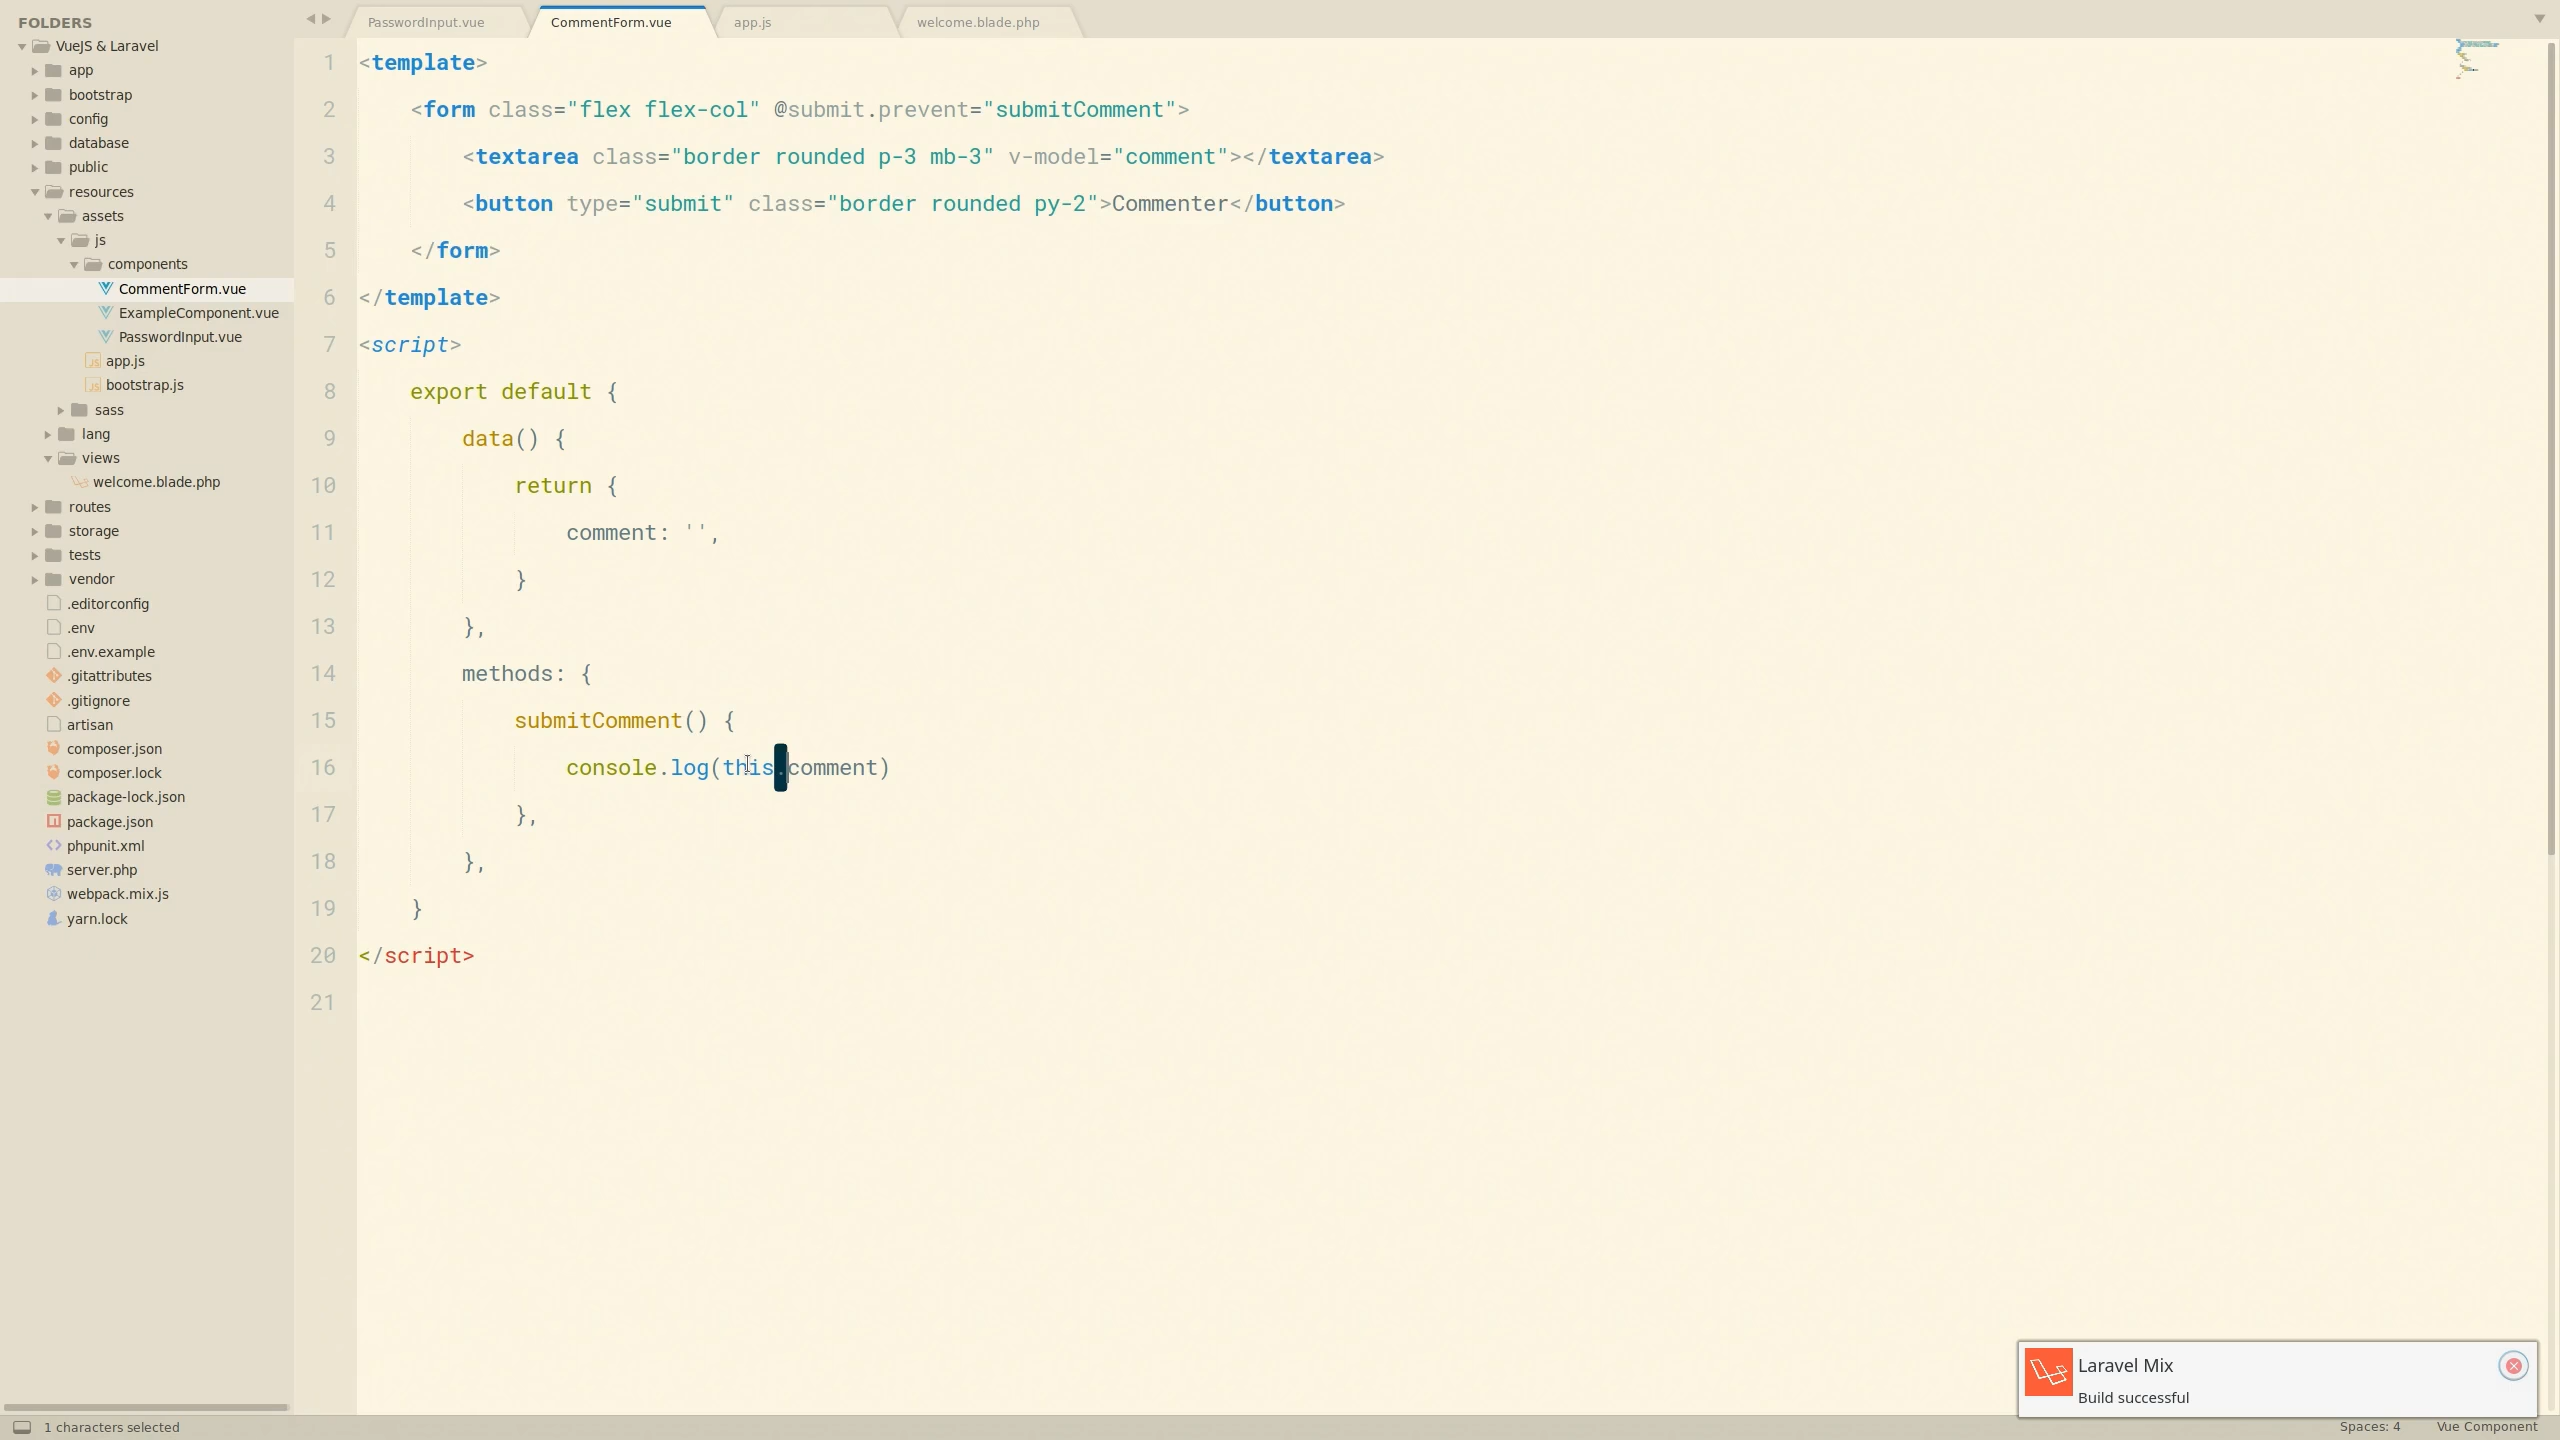 FOLDERS
VueJS & Laravel
app
bootstrap
config
database
public
resources
assets
js
components
CommentForm.vue
ExampleComponent.vue
PasswordInput.vue
app.js
bootstrap.js
sass
lang
views
welcome.blade.php
routes
storage
tests
vendor
.editorconfig
.env
.env.example
.gitattributes
.gitignore
artisan
composer.json
composer.lock
package-lock.json
package.json
phpunit.xml
server.php
webpack.mix.js
yarn.lock
PasswordInput.vue CommentForm.vue app.js welcome.blade.php
1 <template>
2 <form class="flex flex-col" @submit.prevent="submitComment">
3 <textarea class="border rounded p-3 mb-3" v-model="comment"></textarea>
4 <button type="submit" class="border rounded py-2">Commenter</button>
5 </form>
6 </template>
7 <script>
8 export default {
9 data() {
10 return {
11 comment: '',
12 }
13 },
14 methods: {
15 submitComment() {
16 console.log(this.comment)
17 },
18 },
19 }
20 </script>
21
Laravel Mix
Build successful
1 characters selected Spaces: 4 Vue Component